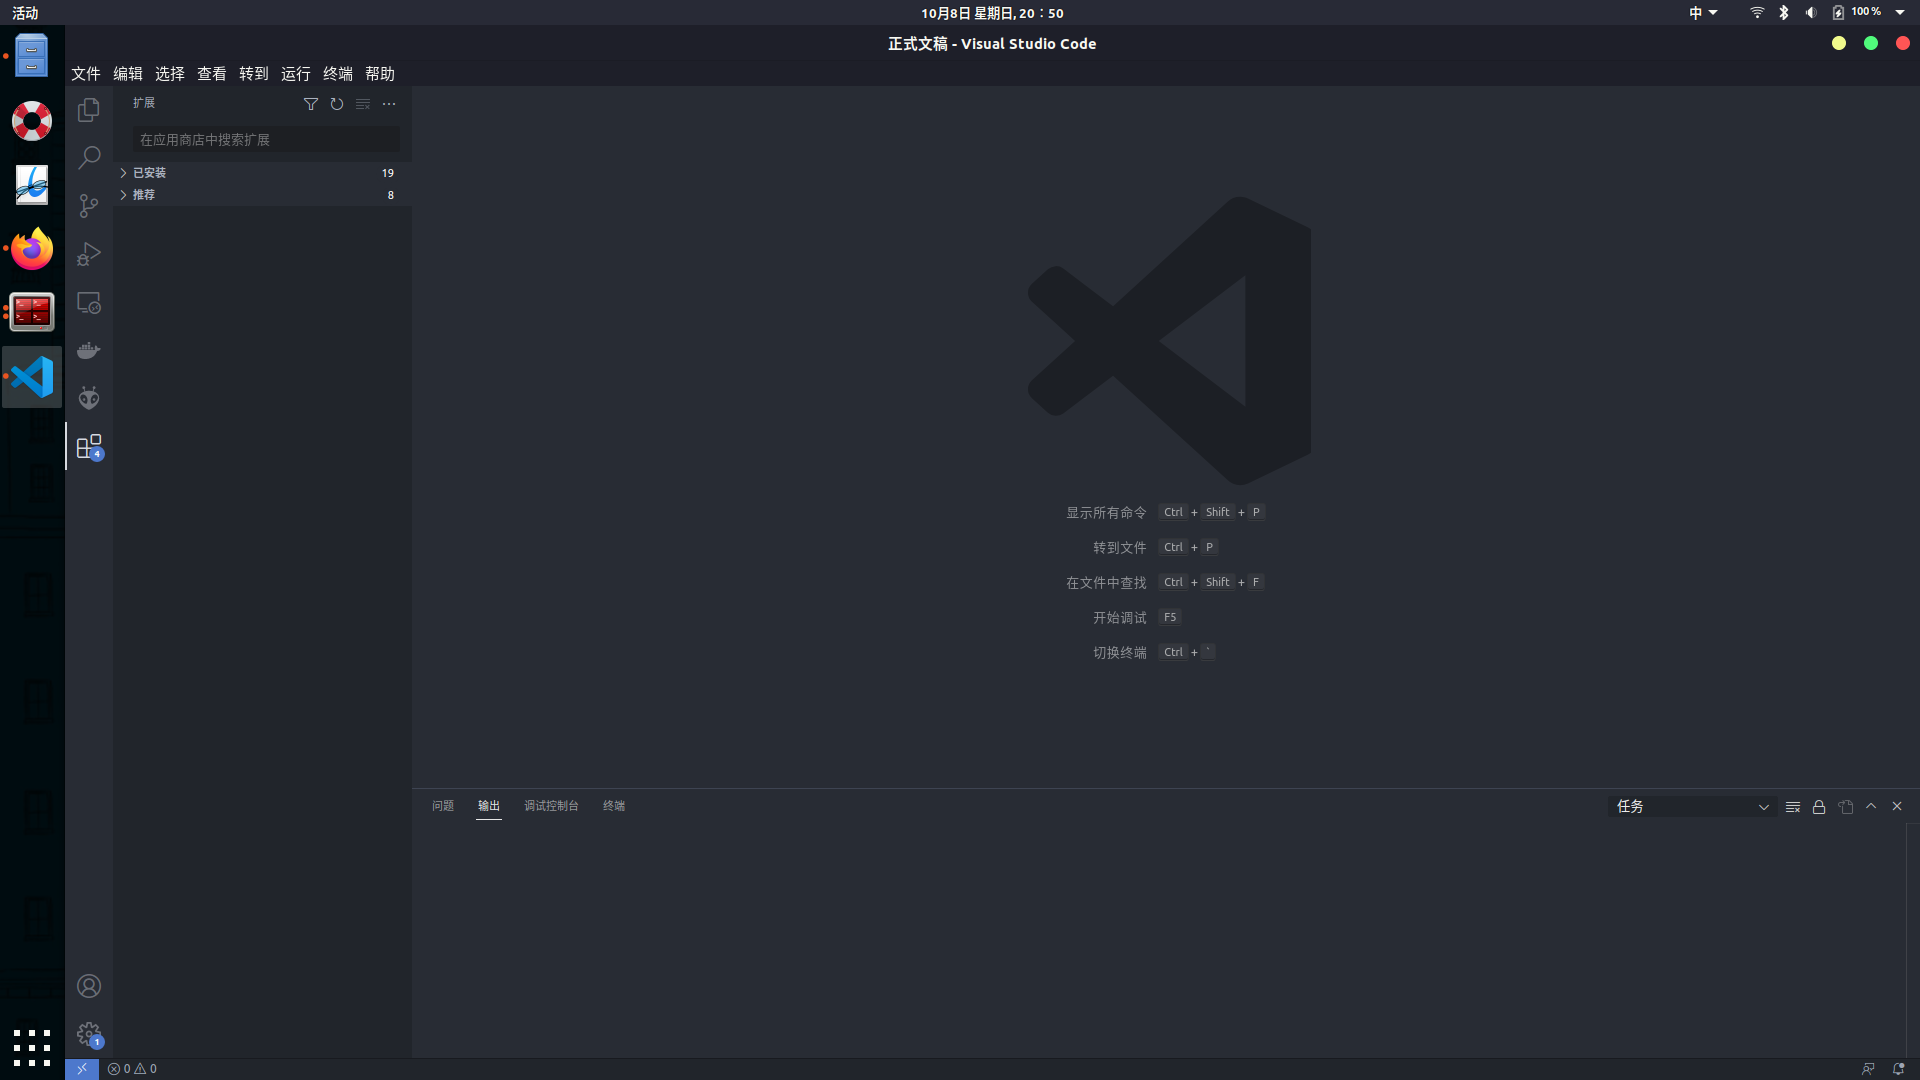 活动
10月8日 星期日, 20：50
中
100 %
正式文稿 - Visual Studio Code
文件 编辑 选择 查看 转到 运行 终端 帮助
扩展
在应用商店中搜索扩展
已安装 19
推荐 8
4
显示所有命令 Ctrl + Shift + P
转到文件 Ctrl + P
在文件中查找 Ctrl + Shift + F
开始调试 F5
切换终端 Ctrl + `
问题 输出 调试控制台 终端
任务
1
0 0